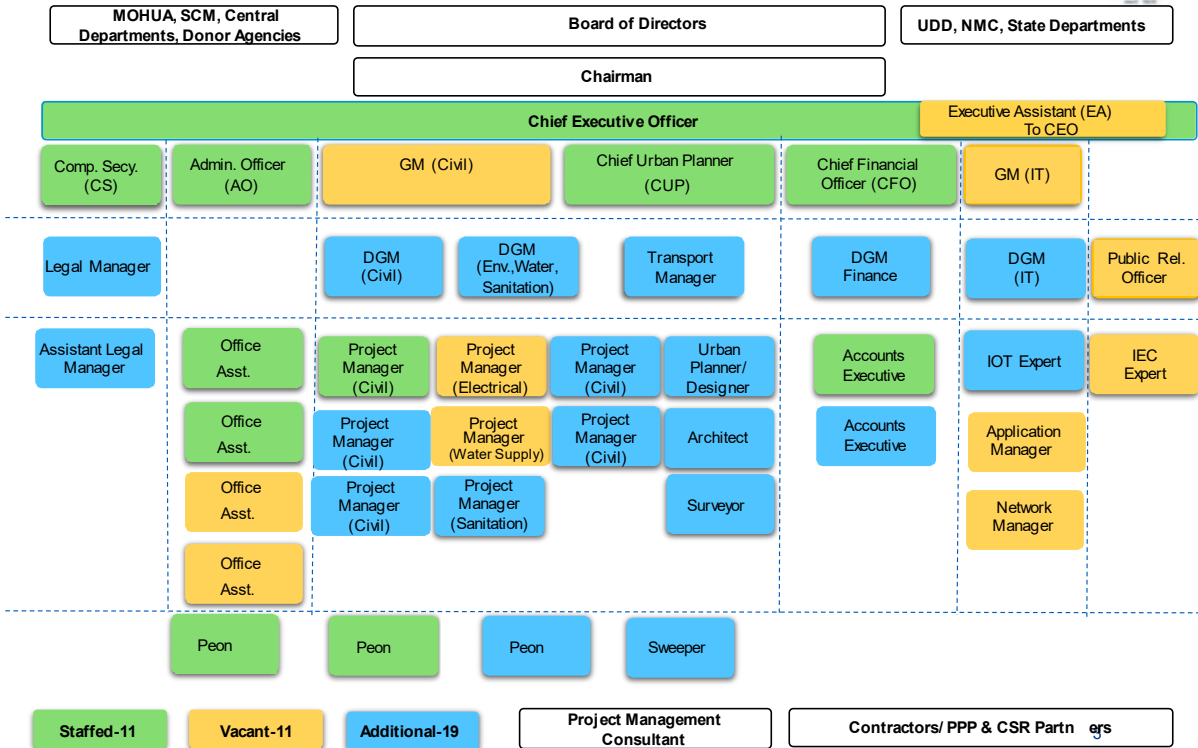 MOHUA, SCM, Central
Departments, Donor Agencies
Board of Directors
UDD, NMC, State Departments
Chairman
Chief Executive Officer
Executive Assistant (EA)
To CEO
Comp. Secy.
(CS)
Admin. Officer
(AO)
GM (Civil)
Chief Urban Planner
(CUP)
Chief Financial
Officer (CFO)
GM (IT)
Legal Manager
DGM
(Civil)
DGM
(Env.,Water,
Sanitation)
Transport
Manager
DGM
Finance
DGM
(IT)
Public Rel.
Officer
Assistant Legal
Manager
Office
Asst.
Project
Manager
(Civil)
Project
Manager
(Electrical)
Project
Manager
(Civil)
Urban
Planner/
Designer
Accounts
Executive
IOT Expert
IEC
Expert
Office
Asst.
Project
Manager
(Civil)
Project
Manager
(Water Supply)
Project
Manager
(Civil)
Architect
Accounts
Executive
Application
Manager
Office
Asst.
Project
Manager
(Civil)
Project
Manager
(Sanitation)
Surveyor
Network
Manager
Office
Asst.
Peon
Peon
Peon
Sweeper
Staffed-11
Vacant-11
Additional-19
Project Management
Consultant
Contractors/ PPP & CSR Partn ers